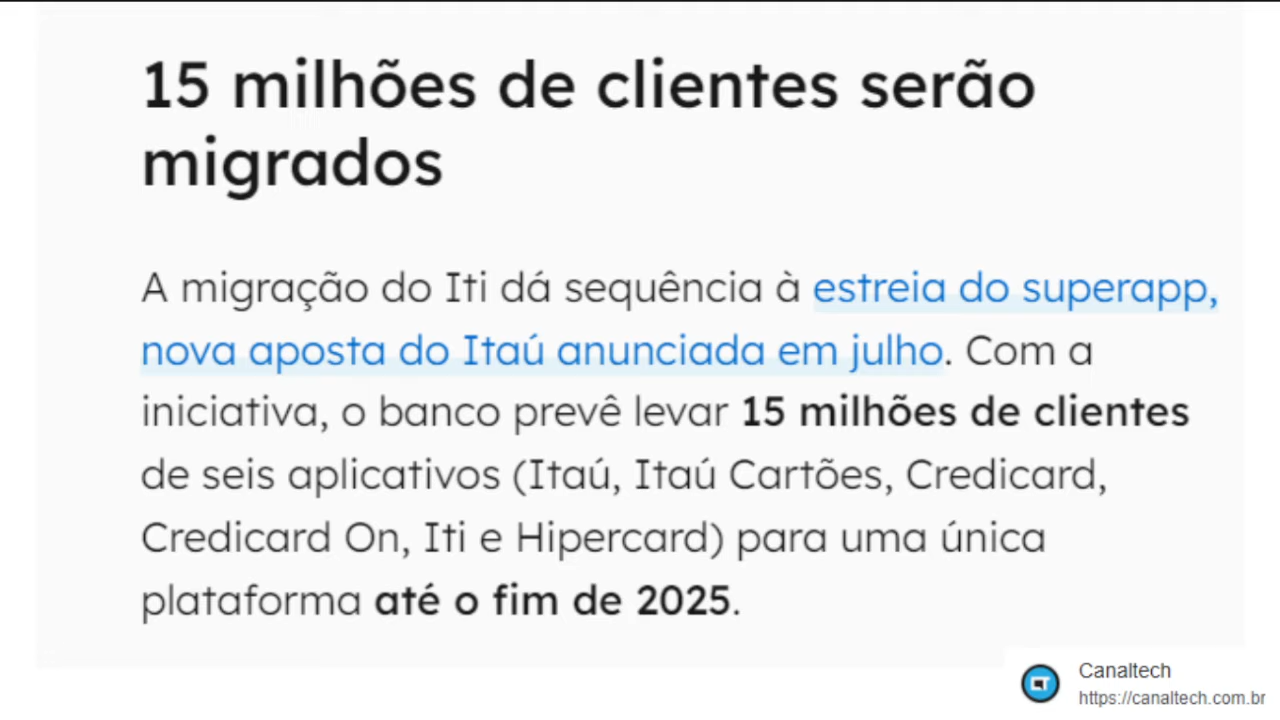 15 milhões de clientes serão
migrados
A migração do Iti dá sequência à estreia do superapp,
nova aposta do Itaú anunciada em julho. Com a
iniciativa, o banco prevê levar 15 milhões de clientes
de seis aplicativos (Itaú, Itaú Cartões, Credicard,
Credicard On, Iti e Hipercard) para uma única
plataforma até o fim de 2025.
Canaltech
https://canaltech.com.br